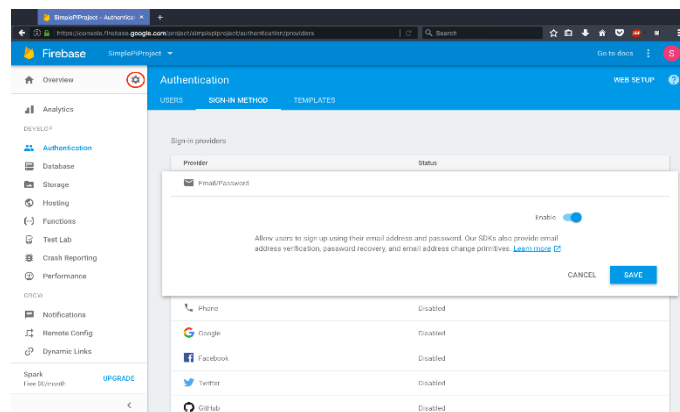 SimplePiProject - Authenticat ×
https://console.firebase.google.com/project/simplepiproject/authentication/providers
Search
Firebase SimplePiProject Go to docs S
Overview Authentication WEB SETUP ?
USERS SIGN-IN METHOD TEMPLATES
Analytics
DEVELOP
Authentication
Database
Storage
Hosting
Functions
Test Lab
Crash Reporting
Performance
GROW
Notifications
Remote Config
Dynamic Links
Spark
Free $0/month
UPGRADE
Sign-in providers
Provider Status
Email/Password
Enable
Allow users to sign up using their email address and password. Our SDKs also provide email
address verification, password recovery, and email address change primitives. Learn more
CANCEL SAVE
Phone Disabled
Google Disabled
Facebook Disabled
Twitter Disabled
GitHub Disabled